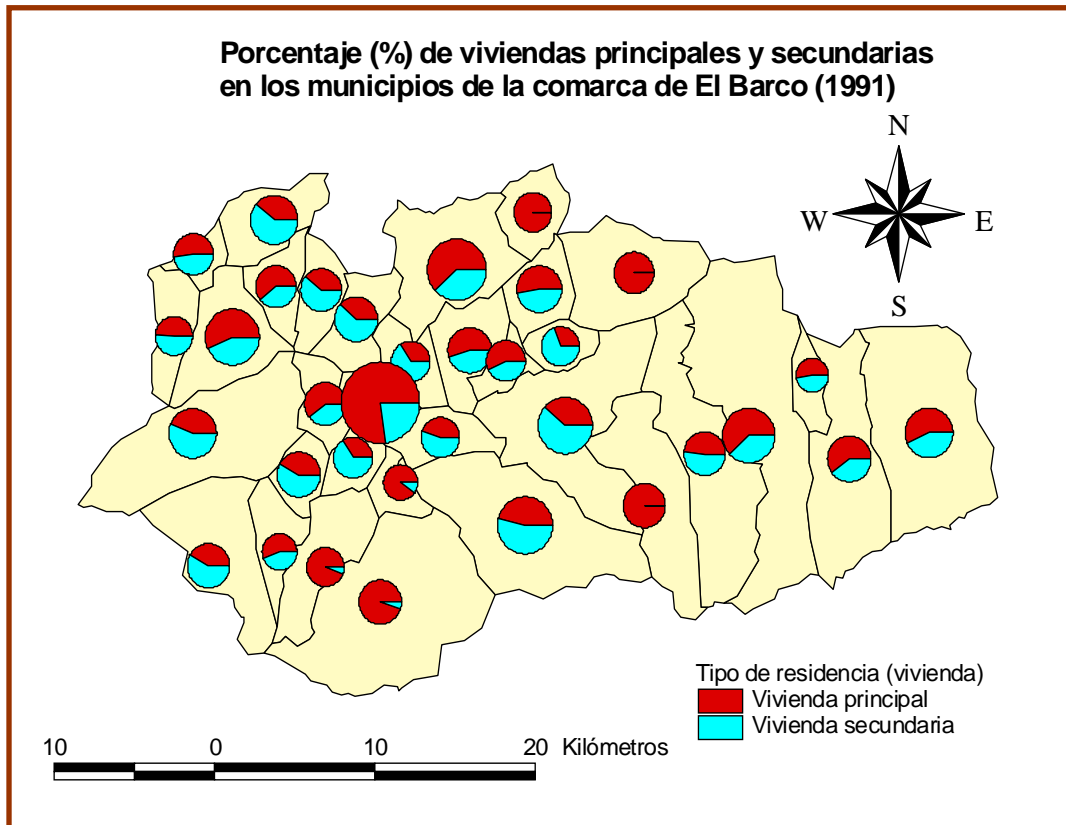 Porcentaje (%) de viviendas principales y secundarias
en los municipios de la comarca de El Barco (1991)
N
W
E
S
Tipo de residencia (vivienda)
Vivienda principal
Vivienda secundaria
10 0 10 20 Kilómetros